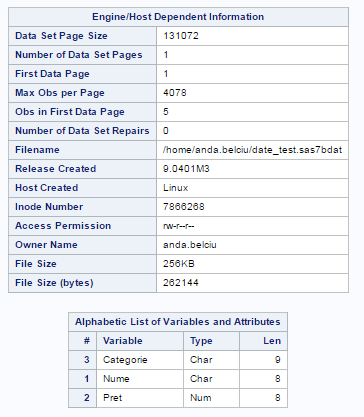 Engine/Host Dependent Information
Data Set Page Size 131072
Number of Data Set Pages 1
First Data Page 1
Max Obs per Page 4078
Obs in First Data Page 5
Number of Data Set Repairs 0
Filename /home/anda.belciu/date_test.sas7bdat
Release Created 9.0401M3
Host Created Linux
Inode Number 7866268
Access Permission rw-r--r--
Owner Name anda.belciu
File Size 256KB
File Size (bytes) 262144
Alphabetic List of Variables and Attributes
# Variable Type Len
3 Categorie Char 9
1 Nume Char 8
2 Pret Num 8